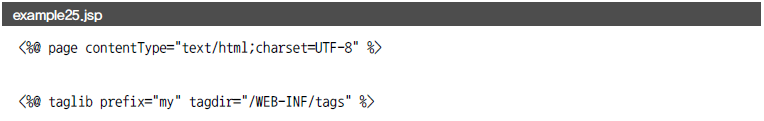 example25.jsp
<%@ page contentType="text/html;charset=UTF-8" %>
<%@ taglib prefix="my" tagdir="/WEB-INF/tags" %>